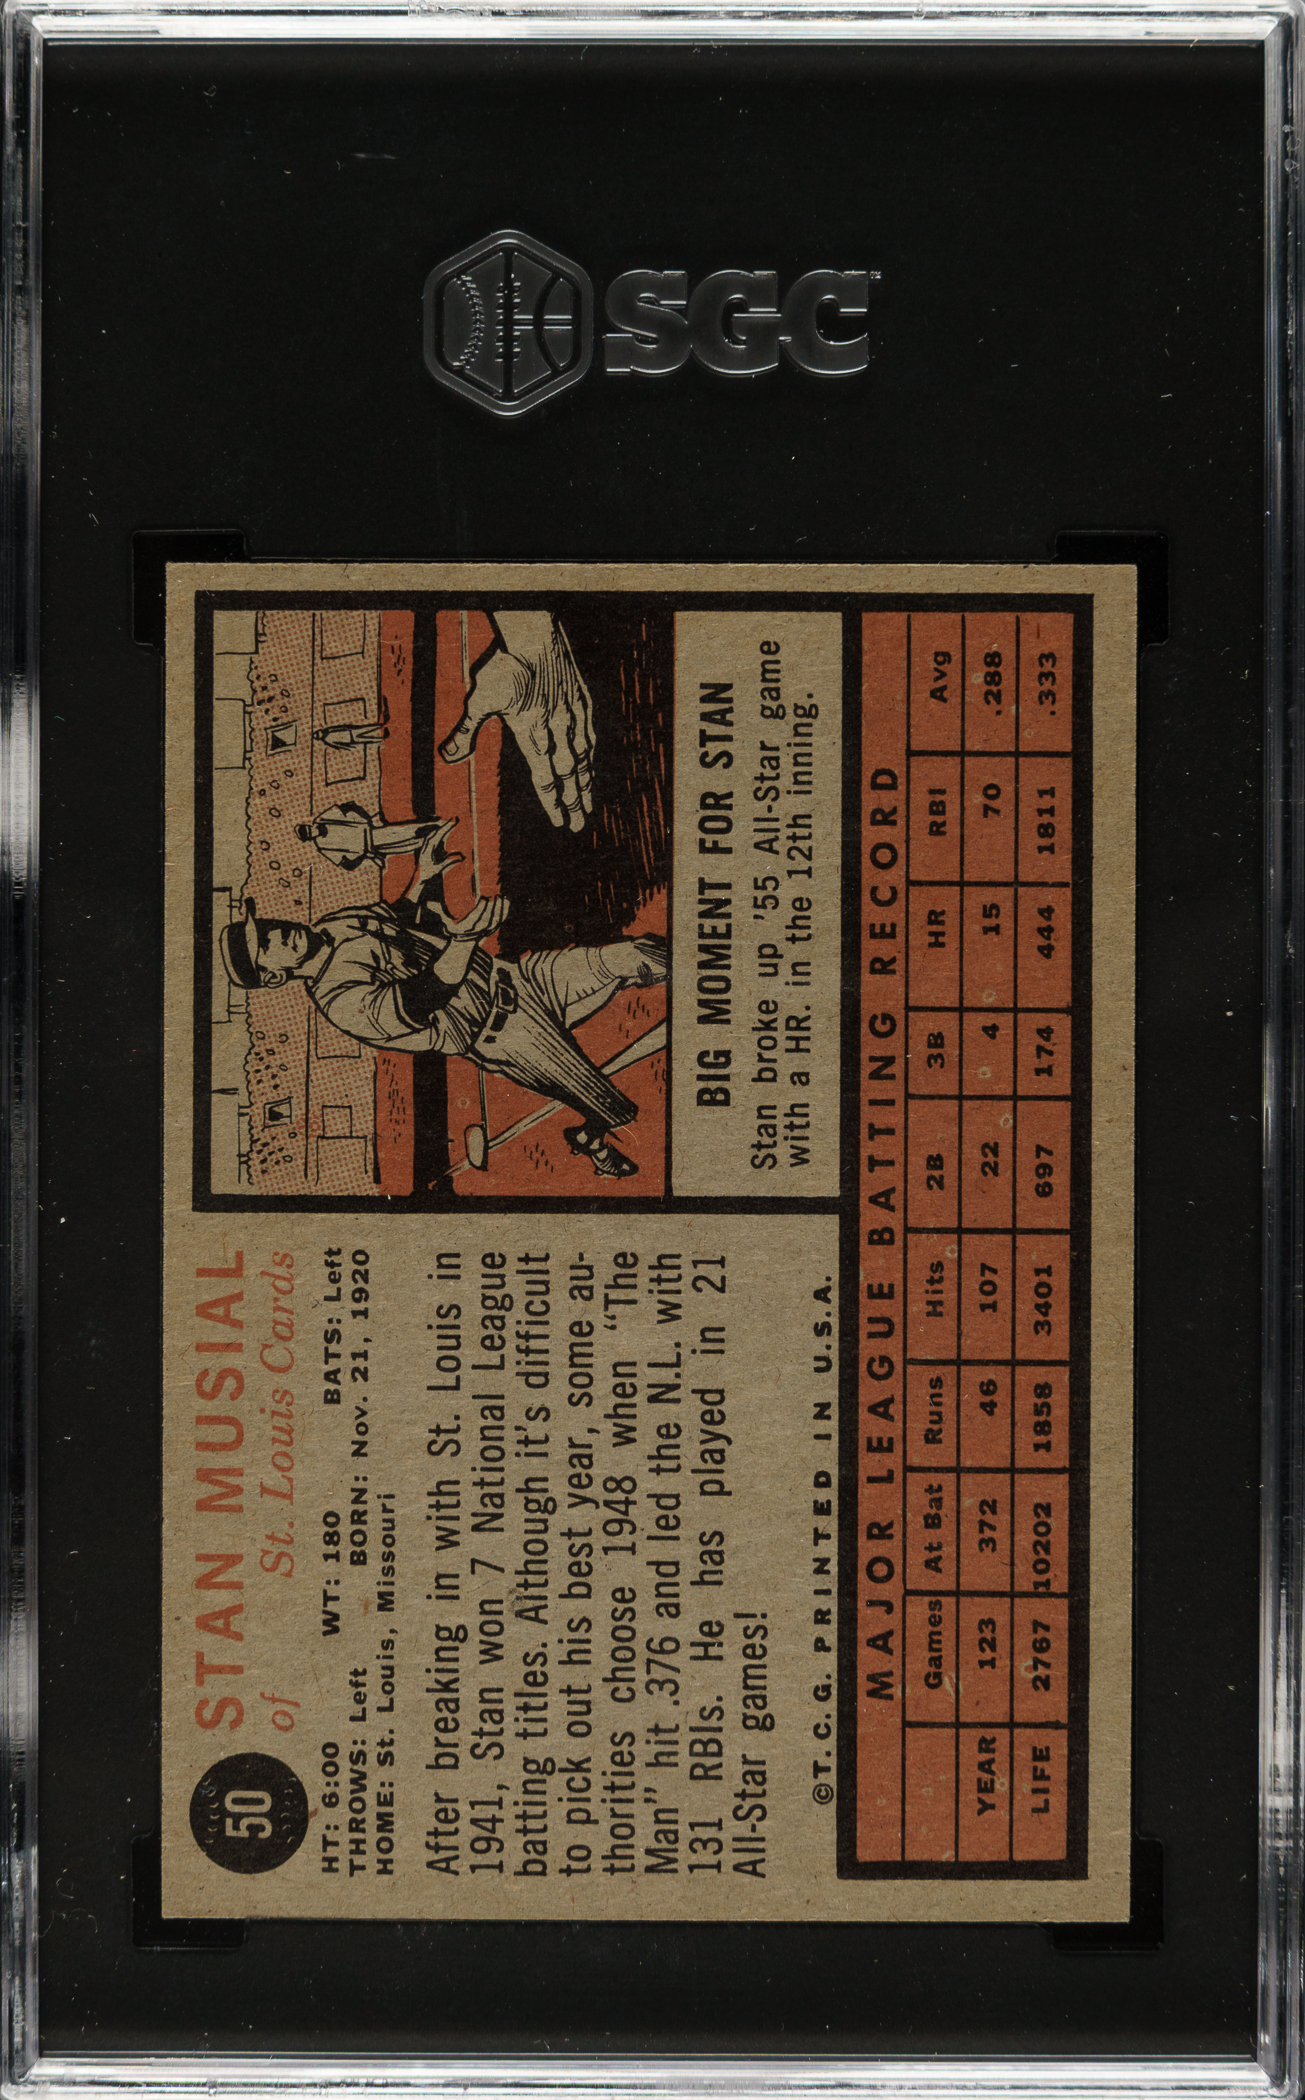 SGC
50
STAN MUSIAL
of St. Louis Cards
HT: 6:00 WT: 180 BATS: Left
THROWS: Left BORN: Nov. 21, 1920
HOME: St. Louis, Missouri
After breaking in with St. Louis in
1941, Stan won 7 National League
batting titles. Although it's difficult
to pick out his best year, some au-
thorities choose 1948 when "The
Man" hit .376 and led the N.L. with
131 RBIs. He has played in 21
All-Star games!
©T.C.G. PRINTED IN U.S.A.
BIG MOMENT FOR STAN
Stan broke up '55 All-Star game
with a HR. in the 12th inning.
MAJOR LEAGUE BATTING RECORD
Games At Bat Runs Hits 2B 3B HR RBI Avg
YEAR 123 372 46 107 22 4 15 70 .288
LIFE 2767 10202 1858 3401 697 174 444 1811 .333